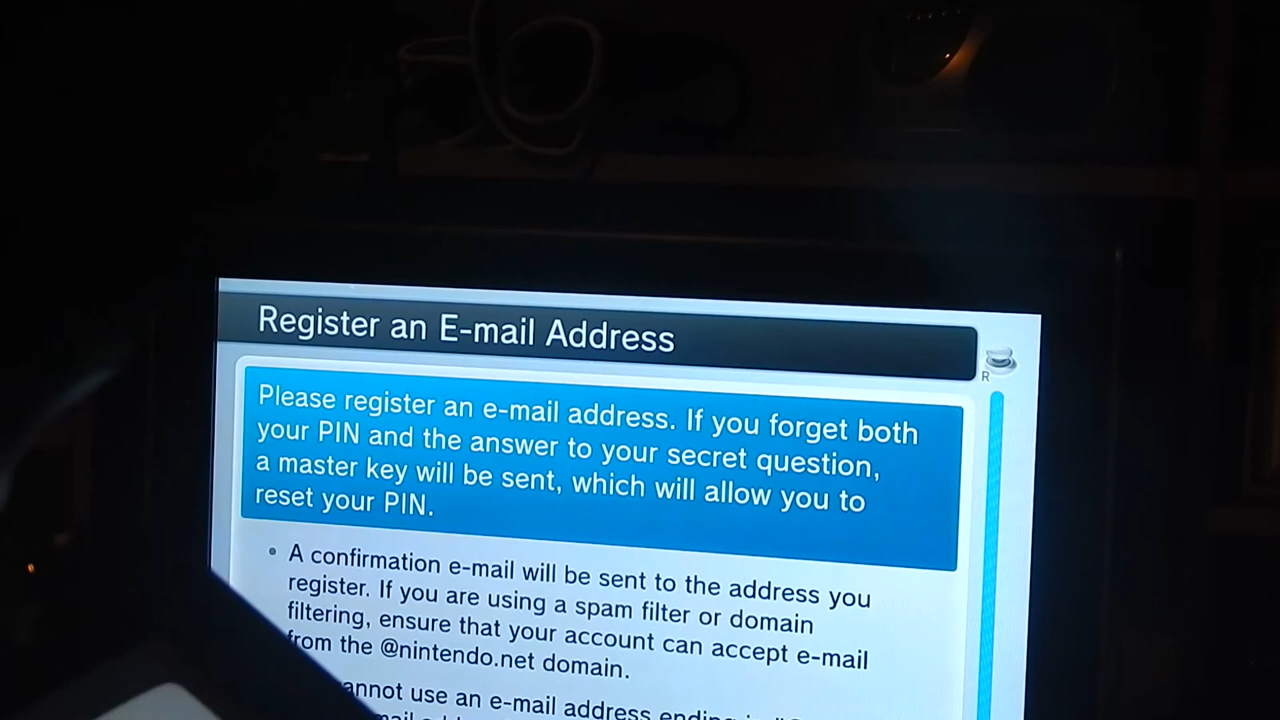 Register an E-mail Address
R
Please register an e-mail address. If you forget both
your PIN and the answer to your secret question,
a master key will be sent, which will allow you to
reset your PIN.
• A confirmation e-mail will be sent to the address you
register. If you are using a spam filter or domain
filtering, ensure that your account can accept e-mail
from the @nintendo.net domain.
use an e-mail address ending